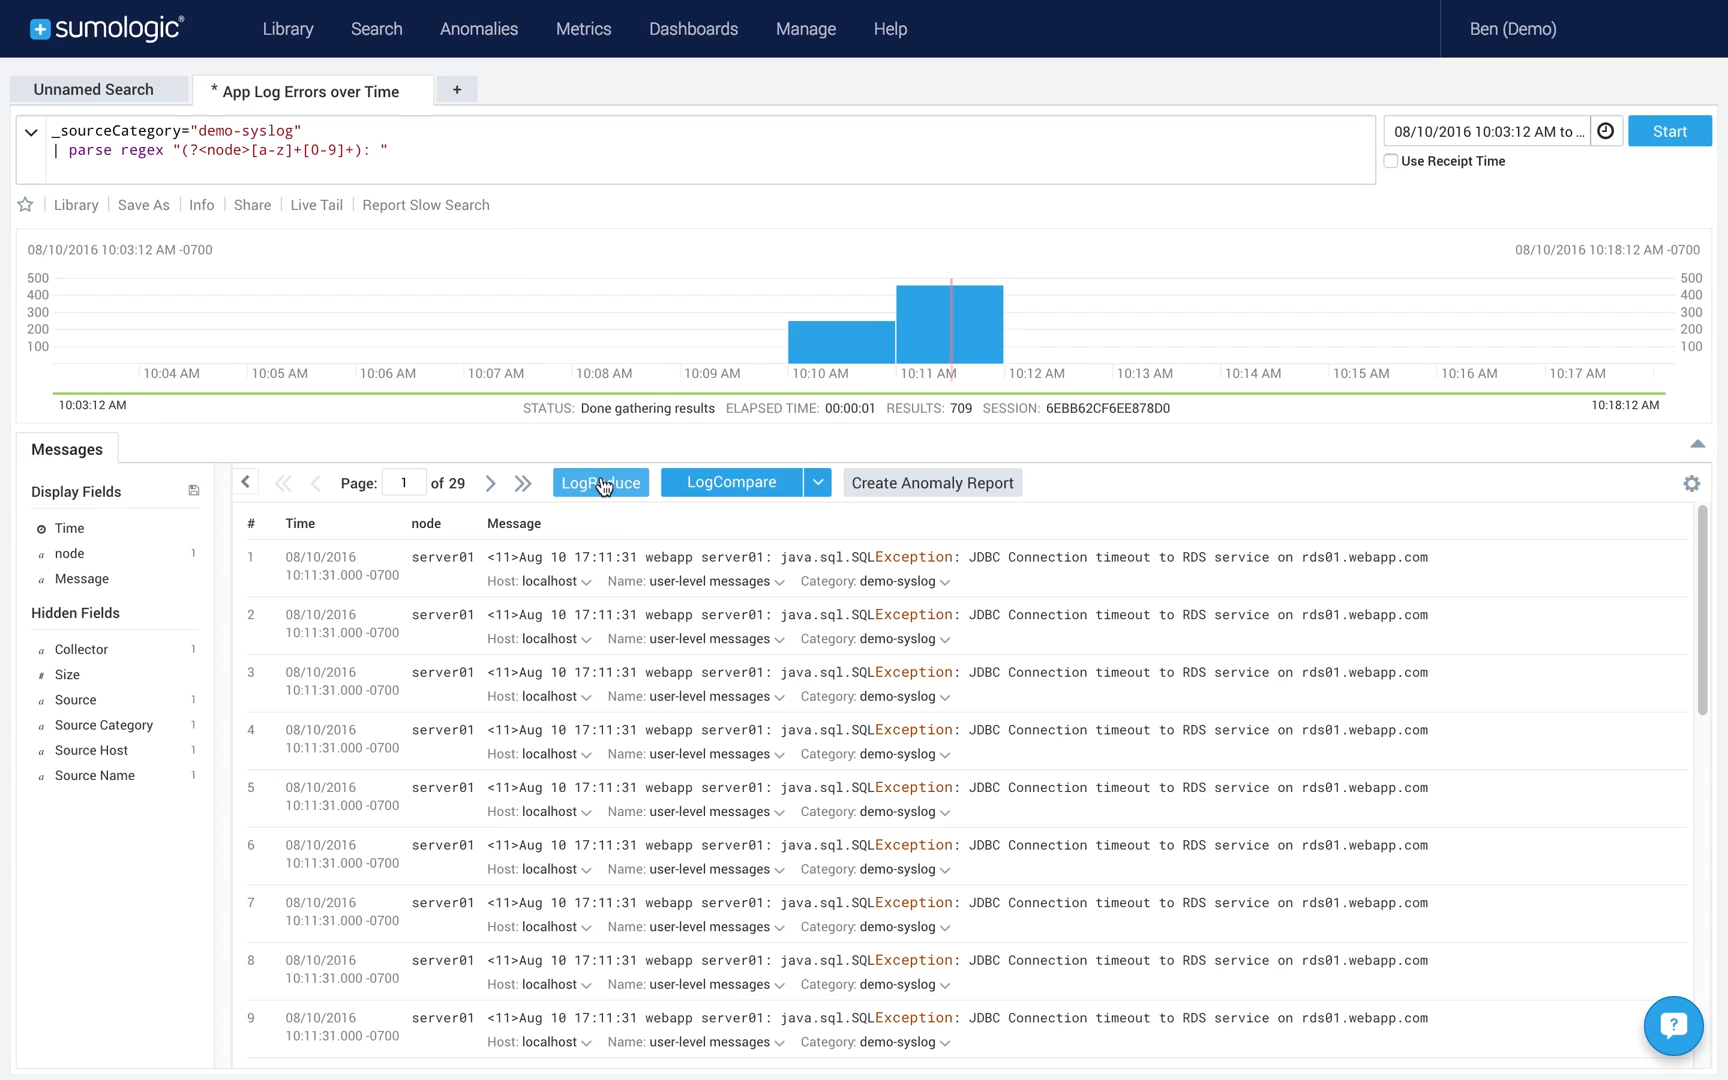 sumologic®
Library Search Anomalies Metrics Dashboards Manage Help Ben (Demo)
Unnamed Search * App Log Errors over Time +
_sourceCategory="demo-syslog"
| parse regex "(?<node>[a-z]+[0-9]+): "
08/10/2016 10:03:12 AM to ... Start
Use Receipt Time
Library Save As Info Share Live Tail Report Slow Search
08/10/2016 10:03:12 AM -0700 08/10/2016 10:18:12 AM -0700
500 500
400 400
300 300
200 200
100 100
10:04 AM 10:05 AM 10:06 AM 10:07 AM 10:08 AM 10:09 AM 10:10 AM 10:11 AM 10:12 AM 10:13 AM 10:14 AM 10:15 AM 10:16 AM 10:17 AM
10:03:12 AM STATUS: Done gathering results ELAPSED TIME: 00:00:01 RESULTS: 709 SESSION: 6EBB62CF6EE878D0 10:18:12 AM
Messages
Display Fields
Time
a node 1
a Message
Hidden Fields
a Collector 1
# Size
a Source 1
a Source Category 1
a Source Host 1
a Source Name 1
Page: 1 of 29 LogReduce LogCompare Create Anomaly Report
# Time node Message
1 08/10/2016 server01 <11>Aug 10 17:11:31 webapp server01: java.sql.SQLException: JDBC Connection timeout to RDS service on rds01.webapp.com
10:11:31.000 -0700 Host: localhost Name: user-level messages Category: demo-syslog
2 08/10/2016 server01 <11>Aug 10 17:11:31 webapp server01: java.sql.SQLException: JDBC Connection timeout to RDS service on rds01.webapp.com
10:11:31.000 -0700 Host: localhost Name: user-level messages Category: demo-syslog
3 08/10/2016 server01 <11>Aug 10 17:11:31 webapp server01: java.sql.SQLException: JDBC Connection timeout to RDS service on rds01.webapp.com
10:11:31.000 -0700 Host: localhost Name: user-level messages Category: demo-syslog
4 08/10/2016 server01 <11>Aug 10 17:11:31 webapp server01: java.sql.SQLException: JDBC Connection timeout to RDS service on rds01.webapp.com
10:11:31.000 -0700 Host: localhost Name: user-level messages Category: demo-syslog
5 08/10/2016 server01 <11>Aug 10 17:11:31 webapp server01: java.sql.SQLException: JDBC Connection timeout to RDS service on rds01.webapp.com
10:11:31.000 -0700 Host: localhost Name: user-level messages Category: demo-syslog
6 08/10/2016 server01 <11>Aug 10 17:11:31 webapp server01: java.sql.SQLException: JDBC Connection timeout to RDS service on rds01.webapp.com
10:11:31.000 -0700 Host: localhost Name: user-level messages Category: demo-syslog
7 08/10/2016 server01 <11>Aug 10 17:11:31 webapp server01: java.sql.SQLException: JDBC Connection timeout to RDS service on rds01.webapp.com
10:11:31.000 -0700 Host: localhost Name: user-level messages Category: demo-syslog
8 08/10/2016 server01 <11>Aug 10 17:11:31 webapp server01: java.sql.SQLException: JDBC Connection timeout to RDS service on rds01.webapp.com
10:11:31.000 -0700 Host: localhost Name: user-level messages Category: demo-syslog
9 08/10/2016 server01 <11>Aug 10 17:11:31 webapp server01: java.sql.SQLException: JDBC Connection timeout to RDS service on rds01.webapp.com
10:11:31.000 -0700 Host: localhost Name: user-level messages Category: demo-syslog